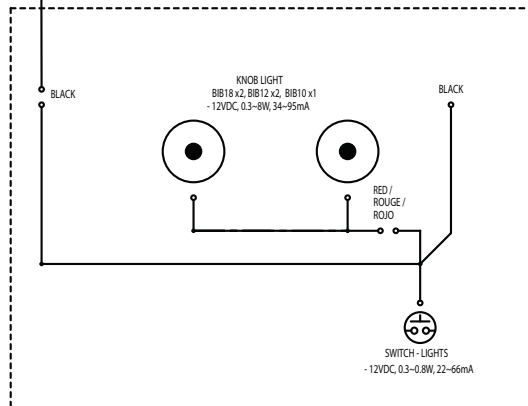 KNOB LIGHT
BIB18 x2, BIB12 x2, BIB10 x1
- 12VDC, 0.3~8W, 34~95mA
BLACK
BLACK
RED /
ROUGE /
ROJO
SWITCH - LIGHTS
- 12VDC, 0.3~0.8W, 22~66mA